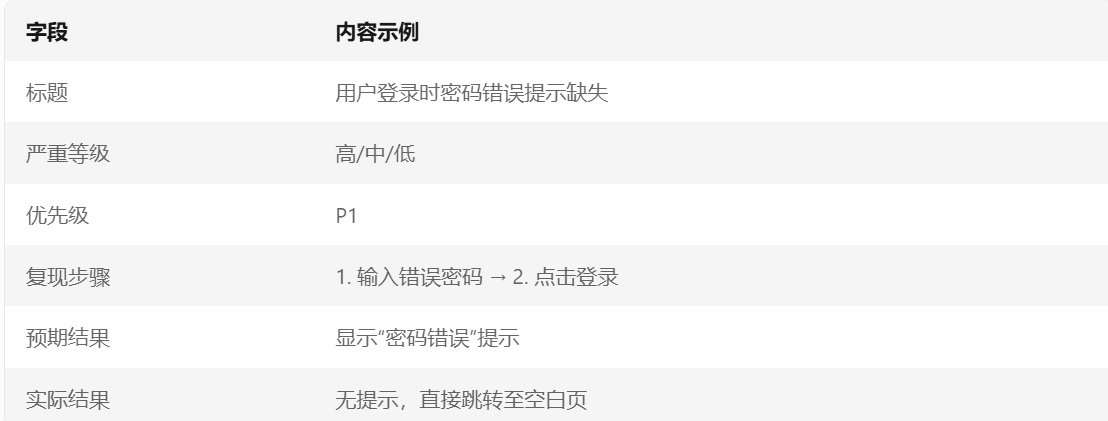 字段 内容示例
标题 用户登录时密码错误提示缺失
严重等级 高/中/低
优先级 P1
复现步骤 1. 输入错误密码 → 2. 点击登录
预期结果 显示“密码错误”提示
实际结果 无提示，直接跳转至空白页